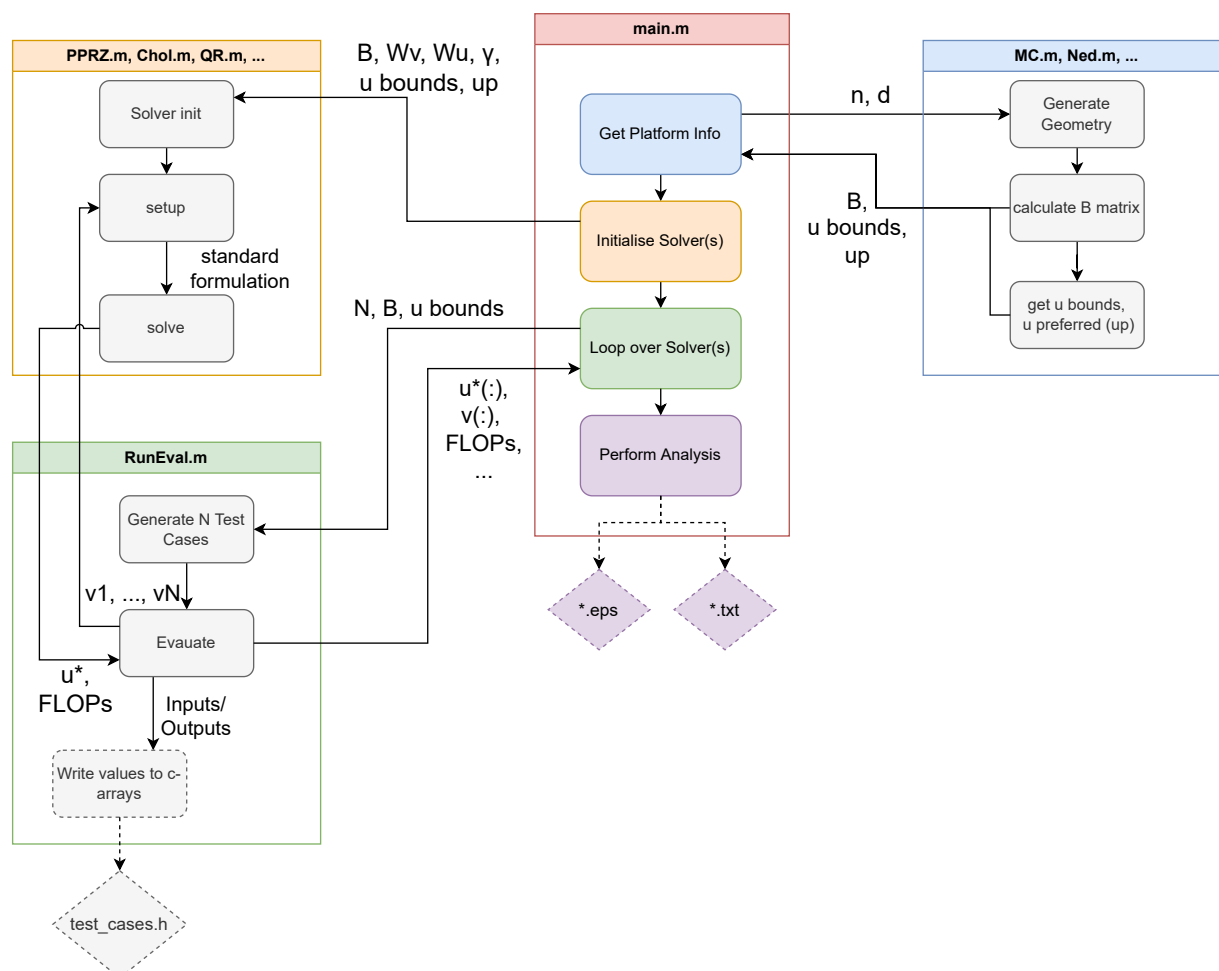 main.m
PPRZ.m, Chol.m, QR.m, ...
B, Wv, Wu, γ,
u bounds, up
MC.m, Ned.m, ...
Solver init
Get Platform Info
n, d
Generate
Geometry
setup
standard
formulation
solve
Initialise Solver(s)
B,
u bounds,
up
calculate B matrix
get u bounds,
u preferred (up)
N, B, u bounds
Loop over Solver(s)
u*(:),
v(:),
FLOPs,
...
Perform Analysis
RunEval.m
Generate N Test
Cases
v1, ..., vN
Evauate
u*,
FLOPs
Inputs/
Outputs
Write values to c-
arrays
test_cases.h
*.eps
*.txt